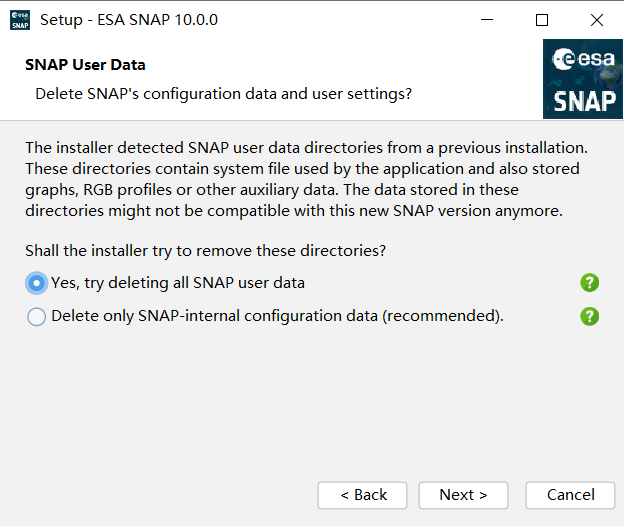 esa
SNAP
Setup - ESA SNAP 10.0.0
SNAP User Data
Delete SNAP's configuration data and user settings?
esa
SNAP
The installer detected SNAP user data directories from a previous installation.
These directories contain system file used by the application and also stored
graphs, RGB profiles or other auxiliary data. The data stored in these
directories might not be compatible with this new SNAP version anymore.
Shall the installer try to remove these directories?
Yes, try deleting all SNAP user data
?
Delete only SNAP-internal configuration data (recommended).
?
< Back
Next >
Cancel